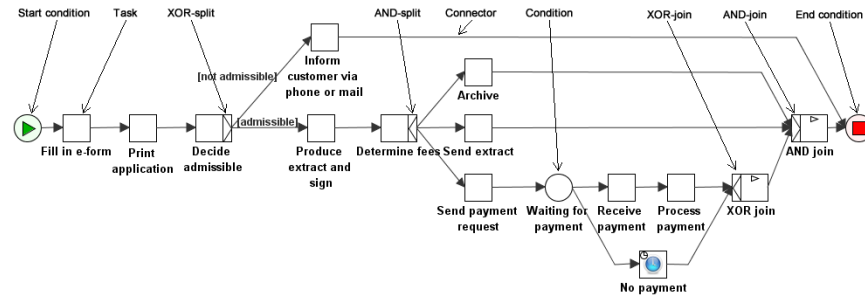 Start condition
Task
XOR-split
AND-split
Connector
Condition
XOR-join
AND-join
End condition
Inform
customer via
phone or mail
[not admissible]
Archive
[admissible]
Fill in e-form
Print
application
Decide
admissible
Produce
extract and
sign
Determine fees
Send extract
AND join
Send payment
request
Waiting for
payment
Receive
payment
Process
payment
XOR join
No payment